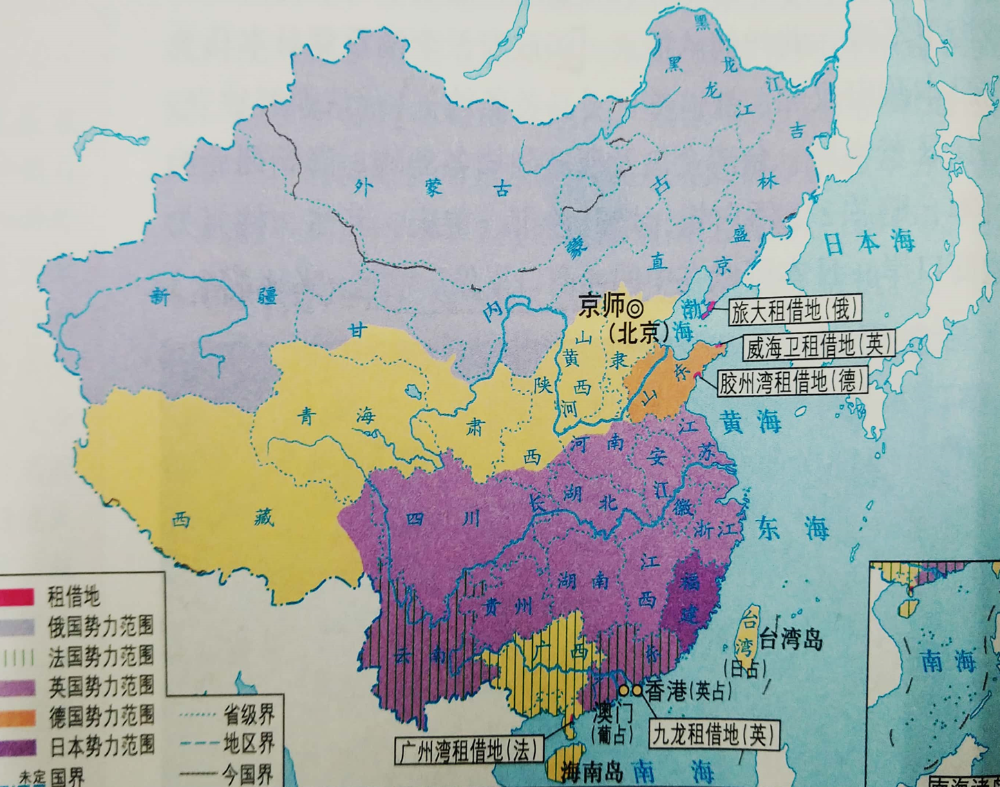 黑
黑龙江
龙江
吉林
外蒙古
内蒙古
盛京
直隶
日本海
新疆
甘肃
京师
(北京)
渤海
旅大租借地(俄)
威海卫租借地(英)
胶州湾租借地(德)
山西
黄河
陕西
山东
青海
黄海
河南
江苏
安徽
西藏
四川
湖北
长江
浙江
东海
江西
湖南
贵州
福建
台湾
台湾岛
(日占)
云南
广西
东
香港(英占)
澳门
(葡占)
九龙租借地(英)
广州湾租借地(法)
海南岛
南海
南海
租借地
俄国势力范围
法国势力范围
英国势力范围
德国势力范围
日本势力范围
未定 国界
省级界
地区界
今国界